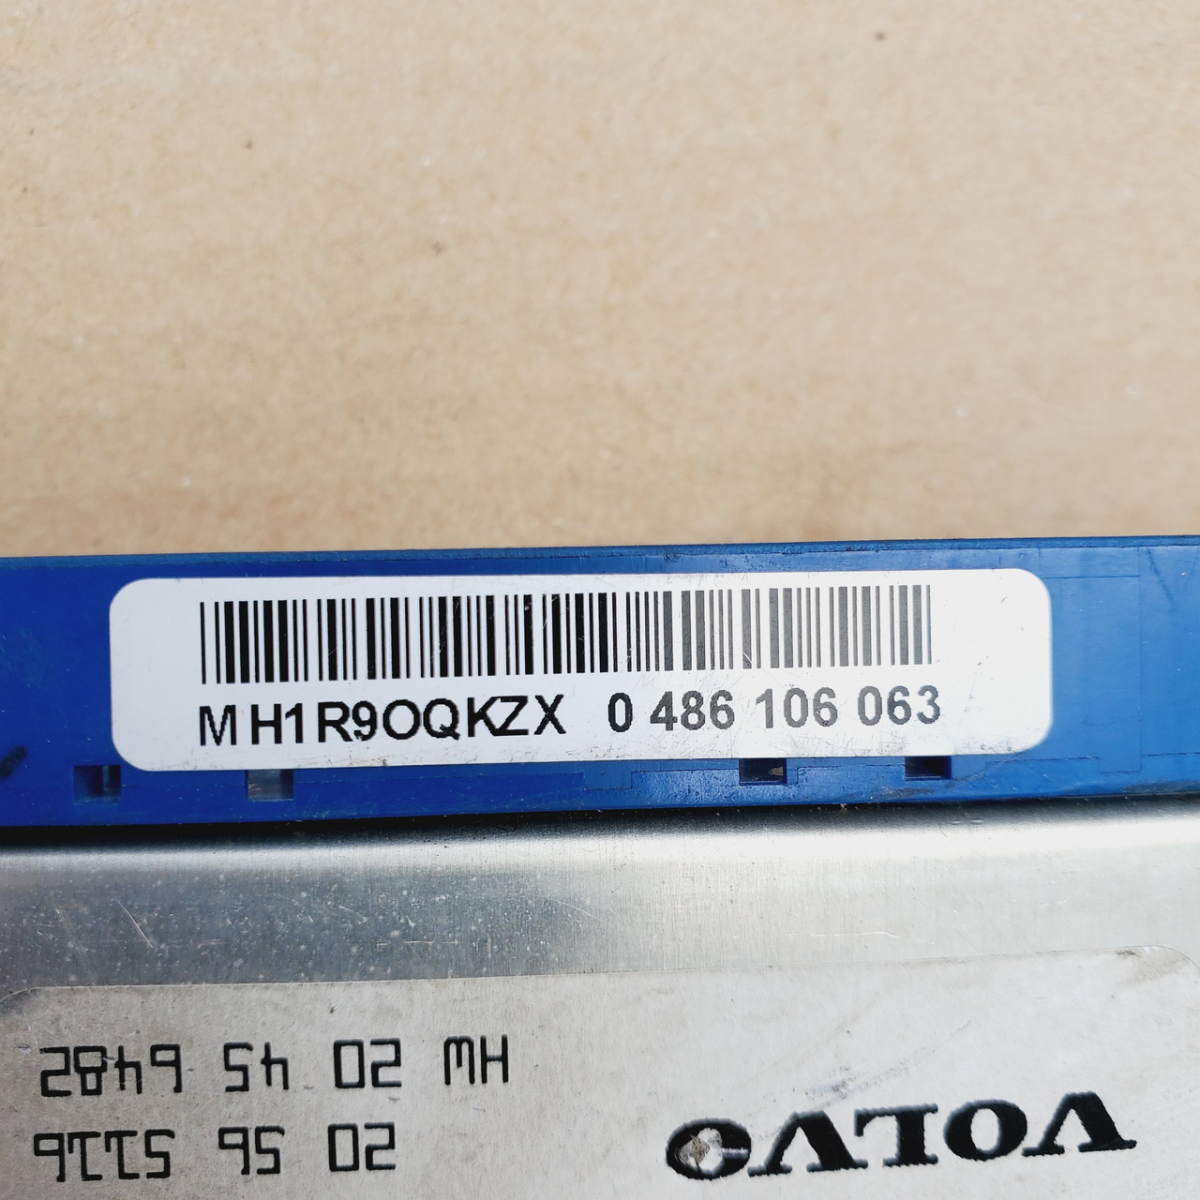 MH1R9OQKZX 0 486 106 063
VOLVO
20 56 5116
HW 20 45 6482